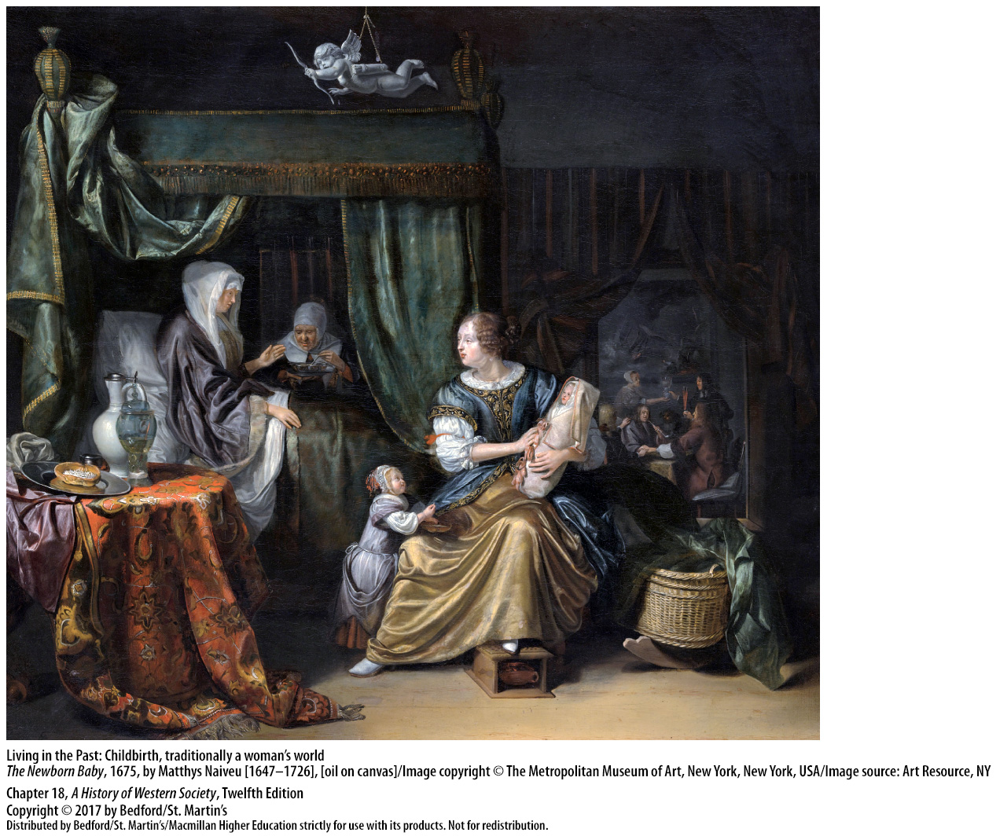 Living in the Past: Childbirth, traditionally a woman's world
The Newborn Baby, 1675, by Matthys Naiveu [1647–1726], [oil on canvas]/Image copyright © The Metropolitan Museum of Art, New York, New York, USA/Image source: Art Resource, NY
Chapter 18, A History of Western Society, Twelfth Edition
Copyright © 2017 by Bedford/St. Martin's
Distributed by Bedford/St. Martin's/Macmillan Higher Education strictly for use with its products. Not for redistribution.